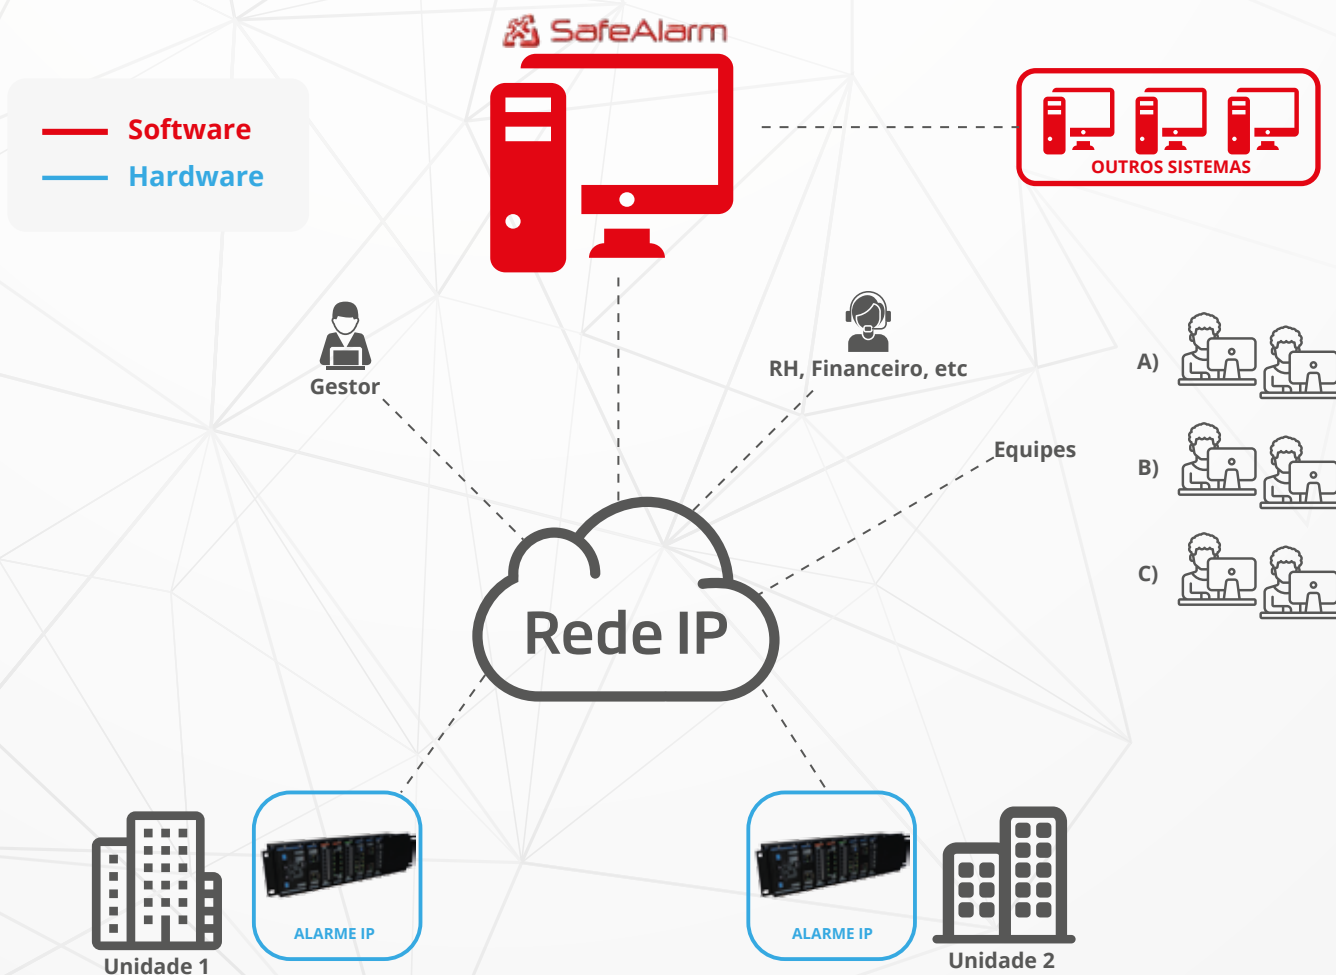 SafeAlarm
Software
Hardware
OUTROS SISTEMAS
Gestor
RH, Financeiro, etc
A)
Equipes
B)
C)
Rede IP
ALARME IP
ALARME IP
Unidade 1
Unidade 2